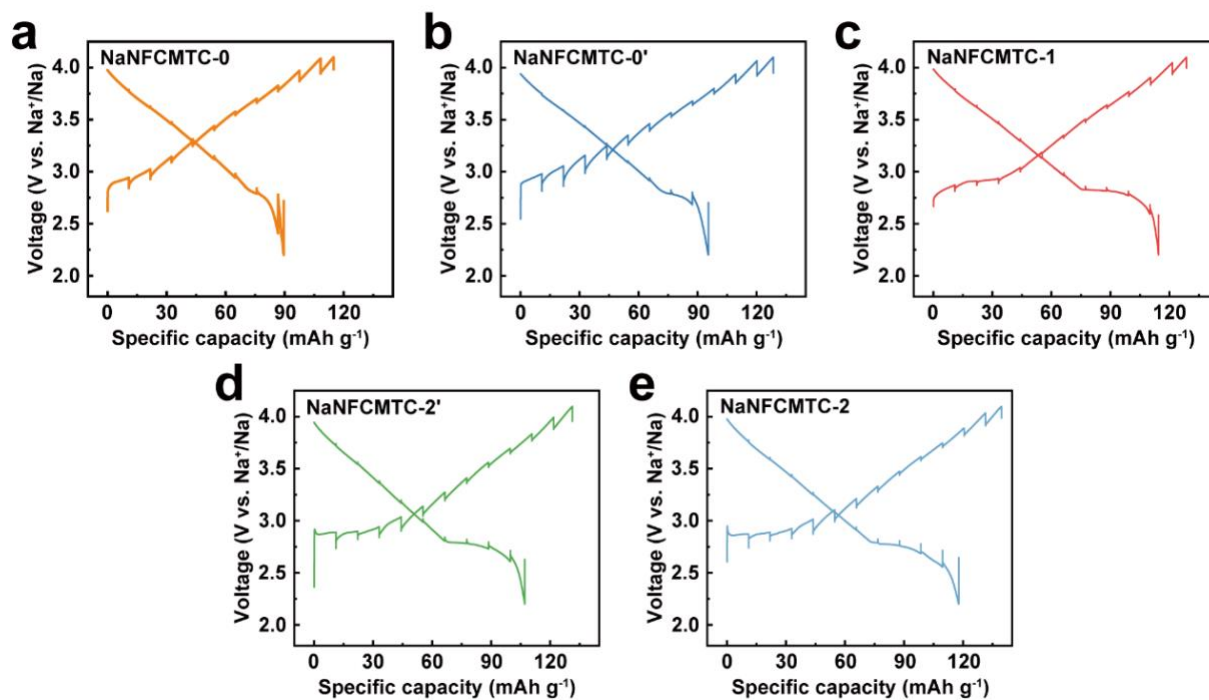 a
NaNFCMTC-0
4.0
3.5
3.0
2.5
2.0
Voltage (V vs. Na⁺/Na)
0 30 60 90 120
Specific capacity (mAh g⁻¹)
b
NaNFCMTC-0'
4.0
3.5
3.0
2.5
2.0
Voltage (V vs. Na⁺/Na)
0 30 60 90 120
Specific capacity (mAh g⁻¹)
c
NaNFCMTC-1
4.0
3.5
3.0
2.5
2.0
Voltage (V vs. Na⁺/Na)
0 30 60 90 120
Specific capacity (mAh g⁻¹)
d
NaNFCMTC-2'
4.0
3.5
3.0
2.5
2.0
Voltage (V vs. Na⁺/Na)
0 30 60 90 120
Specific capacity (mAh g⁻¹)
e
NaNFCMTC-2
4.0
3.5
3.0
2.5
2.0
Voltage (V vs. Na⁺/Na)
0 30 60 90 120
Specific capacity (mAh g⁻¹)